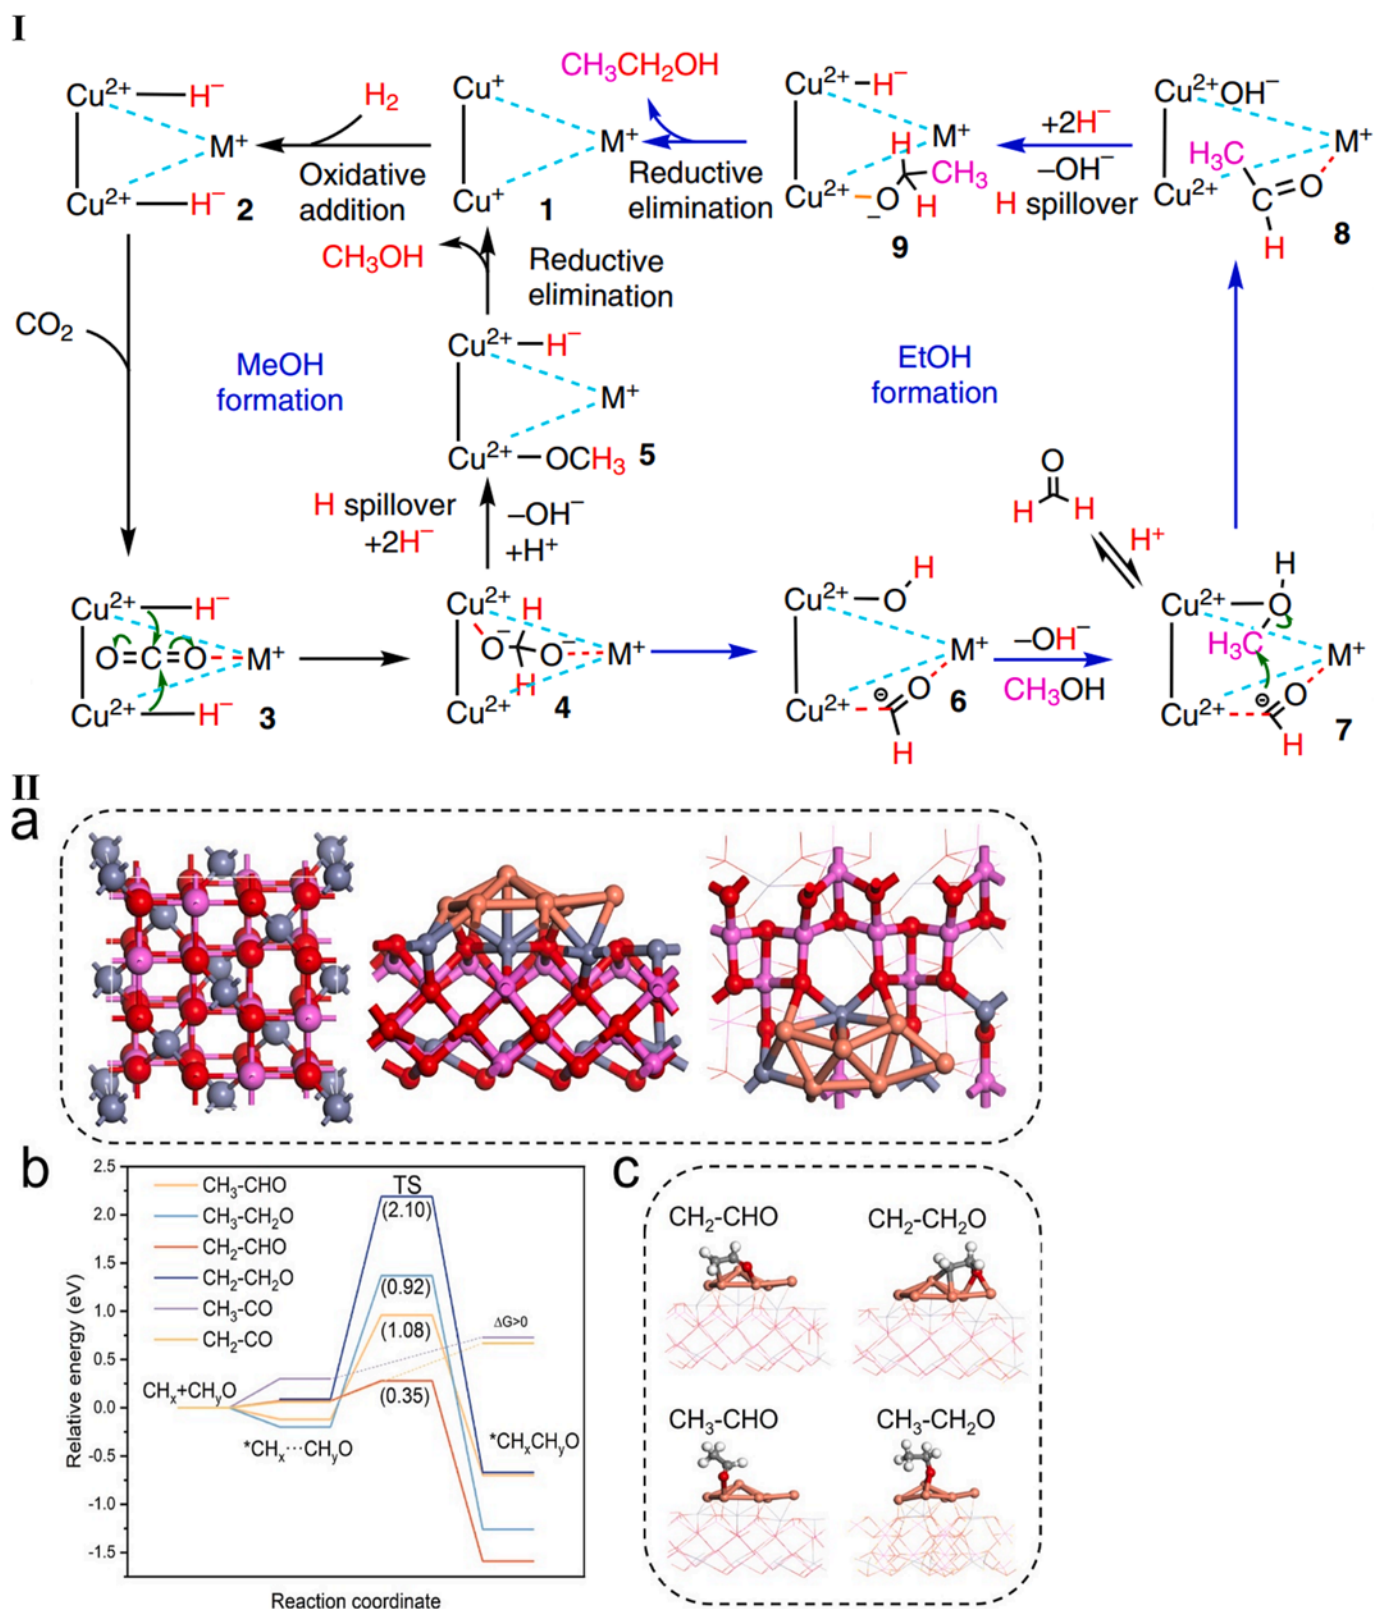 I
Cu2+ H−
M+
Cu2+ H− 2
H2
Oxidative
addition
Cu+
M+
Cu+ 1
CH3CH2OH
Reductive
elimination
Cu2+ H−
M+
H
CH3
Cu2+ O−
H
9
+2H−
−OH−
H spillover
Cu2+ OH−
M+
H3C
C=O
Cu2+
H
8
CH3OH
Reductive
elimination
CO2
MeOH
formation
Cu2+ H−
M+
Cu2+ OCH3 5
EtOH
formation
H spillover
+2H−
−OH−
+H+
O
H H
H+
Cu2+ H−
O=C=O M+
Cu2+ H−
3
Cu2+ H
O− O− M+
H
Cu2+ 4
Cu2+ O H
M+
O
Cu2+ ⊖
H
6
−OH−
CH3OH
H
Cu2+ O
H3C M+
O
Cu2+ ⊖
H
7
II
a
b
2.5
2.0
1.5
1.0
0.5
0.0
-0.5
-1.0
-1.5
Relative energy (eV)
Reaction coordinate
CH3-CHO
CH3-CH2O
CH2-CHO
CH2-CH2O
CH3-CO
CH2-CO
TS
(2.10)
(0.92)
(1.08)
(0.35)
ΔG>0
CHx+CHyO
*CHx···CHyO
*CHxCHyO
c
CH2-CHO
CH2-CH2O
CH3-CHO
CH3-CH2O